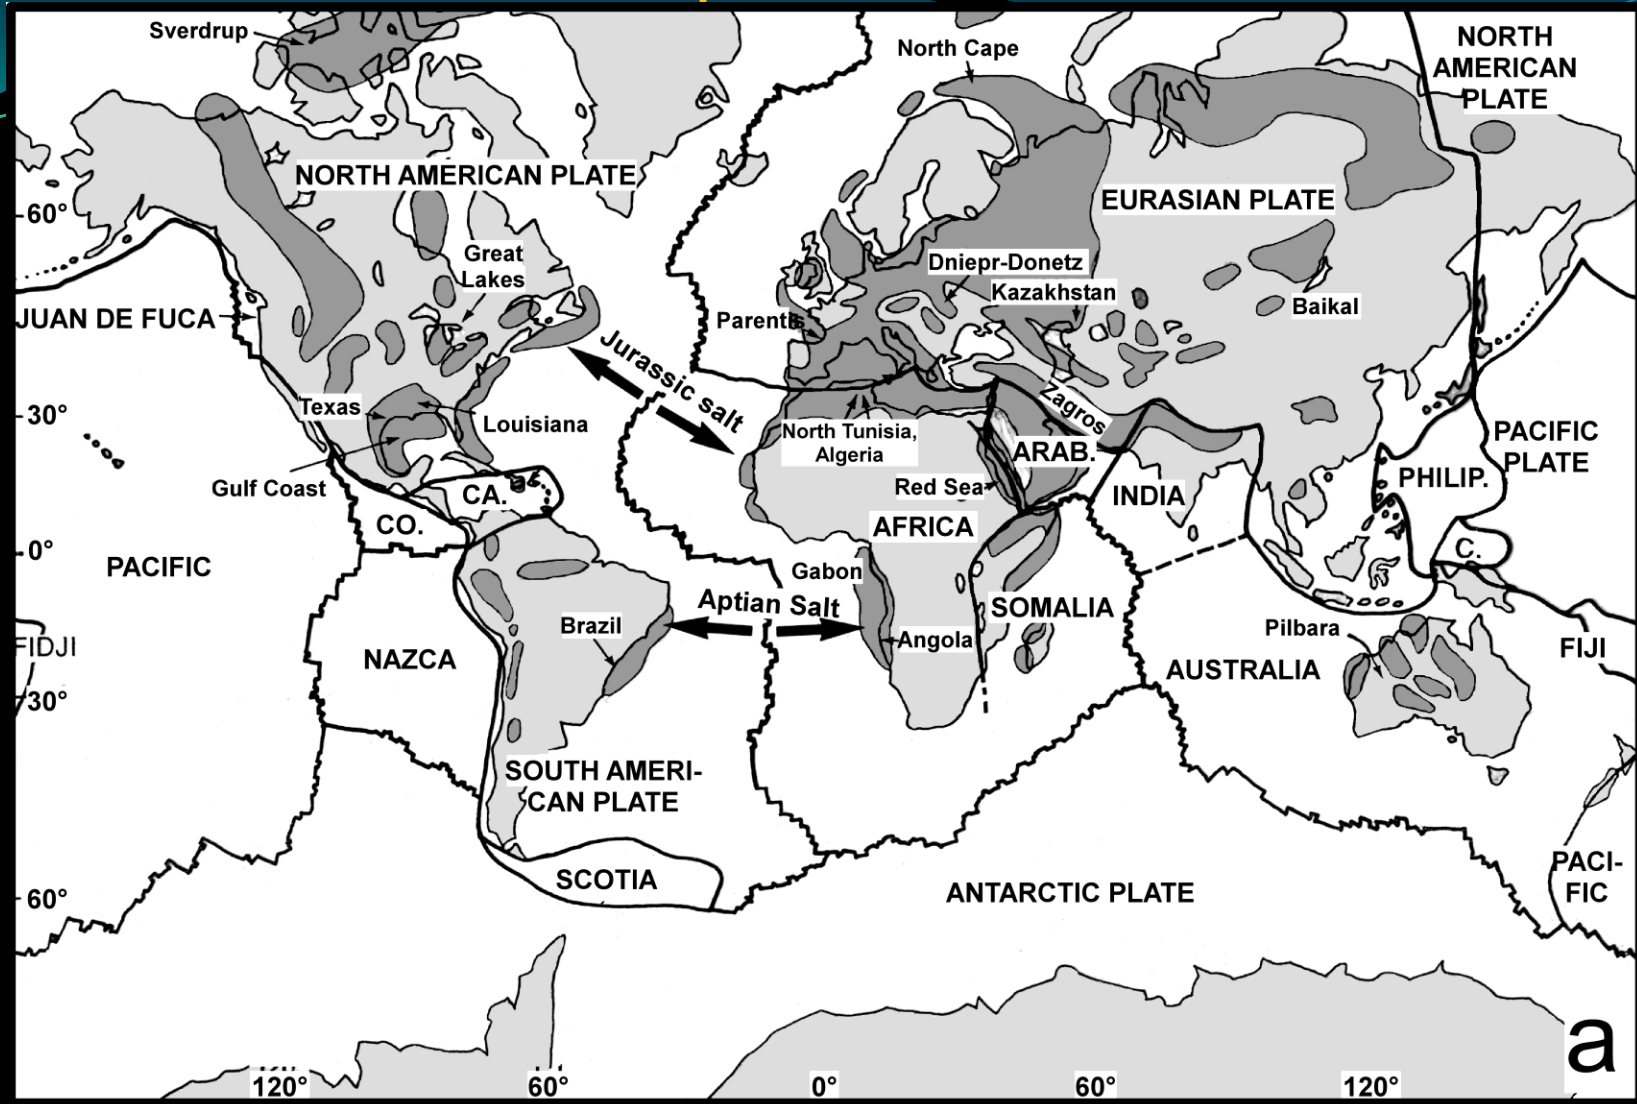 Sverdrup
North Cape
NORTH
AMERICAN
PLATE
NORTH AMERICAN PLATE
EURASIAN PLATE
60°
Great
Lakes
Dniepr-Donetz
Kazakhstan
Baikal
JUAN DE FUCA
Parentis
Jurassic salt
30°
Texas
Louisiana
Zagros
North Tunisia,
Algeria
ARAB.
PACIFIC
PLATE
Gulf Coast
Red Sea
PHILIP.
CA.
INDIA
CO.
AFRICA
0°
C.
PACIFIC
Gabon
Aptian Salt
SOMALIA
Brazil
Angola
Pilbara
FIDJI
FIJI
NAZCA
AUSTRALIA
30°
SOUTH AMERI-
CAN PLATE
SCOTIA
PACI-
FIC
60°
ANTARCTIC PLATE
a
120°
60°
0°
60°
120°